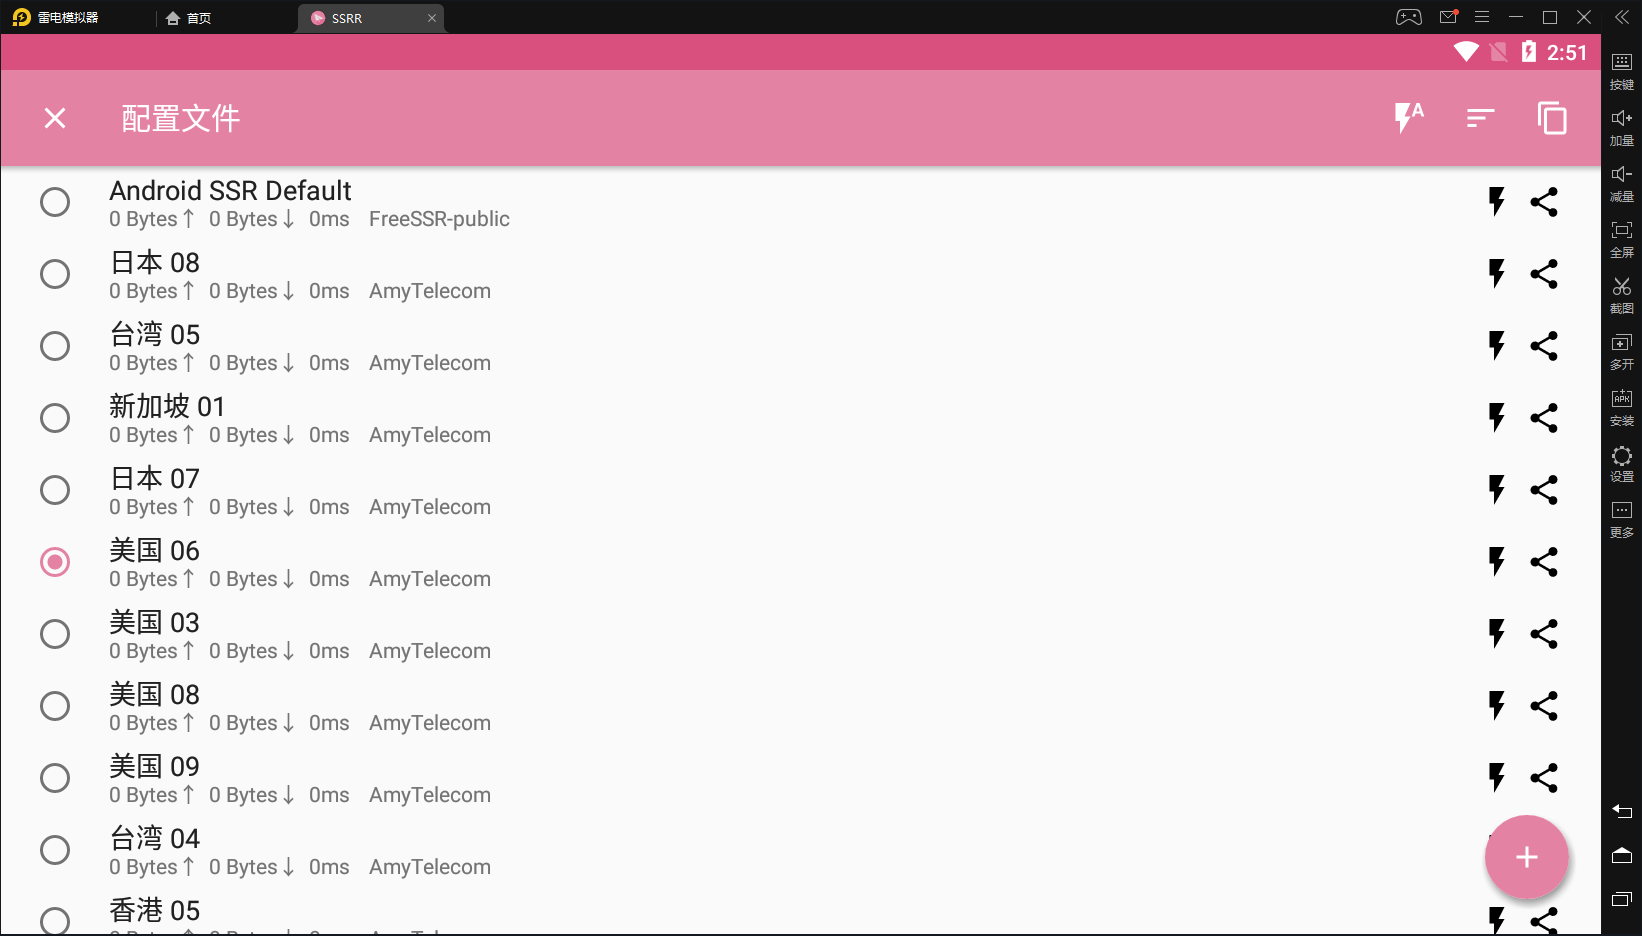 雷电模拟器
首页
SSRR
2:51
配置文件
A
Android SSR Default
0 Bytes↑ 0 Bytes↓ 0ms FreeSSR-public
日本 08
0 Bytes↑ 0 Bytes↓ 0ms AmyTelecom
台湾 05
0 Bytes↑ 0 Bytes↓ 0ms AmyTelecom
新加坡 01
0 Bytes↑ 0 Bytes↓ 0ms AmyTelecom
日本 07
0 Bytes↑ 0 Bytes↓ 0ms AmyTelecom
美国 06
0 Bytes↑ 0 Bytes↓ 0ms AmyTelecom
美国 03
0 Bytes↑ 0 Bytes↓ 0ms AmyTelecom
美国 08
0 Bytes↑ 0 Bytes↓ 0ms AmyTelecom
美国 09
0 Bytes↑ 0 Bytes↓ 0ms AmyTelecom
台湾 04
0 Bytes↑ 0 Bytes↓ 0ms AmyTelecom
香港 05
按键
加量
减量
全屏
截图
多开
APK
安装
设置
更多